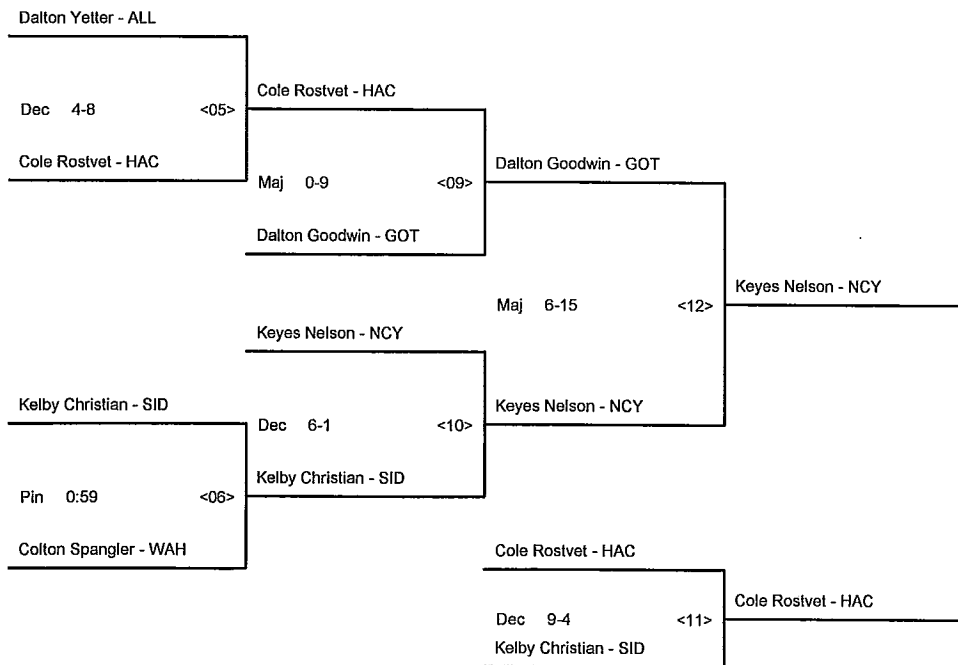 Dalton Yetter - ALL
Cole Rostvet - HAC
Dec 4-8 <05>
Cole Rostvet - HAC
Dalton Goodwin - GOT
Maj 0-9 <09>
Dalton Goodwin - GOT
Keyes Nelson - NCY
Maj 6-15 <12>
Keyes Nelson - NCY
Kelby Christian - SID
Keyes Nelson - NCY
Dec 6-1 <10>
Kelby Christian - SID
Pin 0:59 <06>
Colton Spangler - WAH
Cole Rostvet - HAC
Cole Rostvet - HAC
Dec 9-4 <11>
Kelby Christian - SID